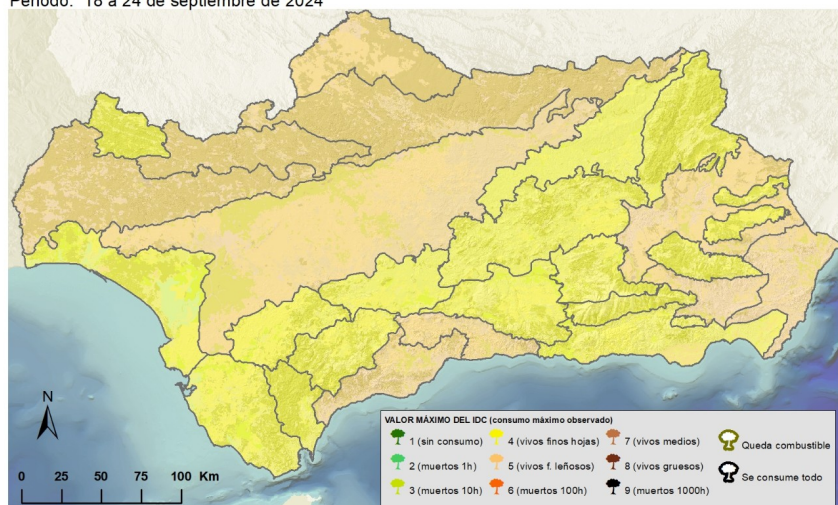 Período: 18 a 24 de septiembre de 2024
N
0 25 50 75 100 Km
VALOR MÁXIMO DEL IDC (consumo máximo observado)
1 (sin consumo) 4 (vivos finos hojas) 7 (vivos medios) Queda combustible
2 (muertos 1h) 5 (vivos f. leñosos) 8 (vivos gruesos) Se consume todo
3 (muertos 10h) 6 (muertos 100h) 9 (muertos 1000h)